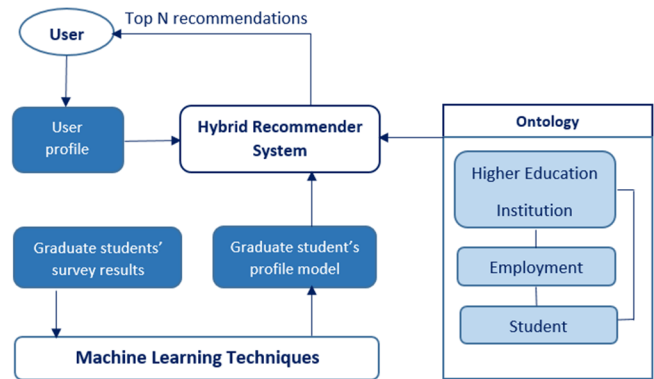 Top N recommendations
User
User
profile
Hybrid Recommender
System
Ontology
Higher Education
Institution
Employment
Student
Graduate students’
survey results
Graduate student’s
profile model
Machine Learning Techniques